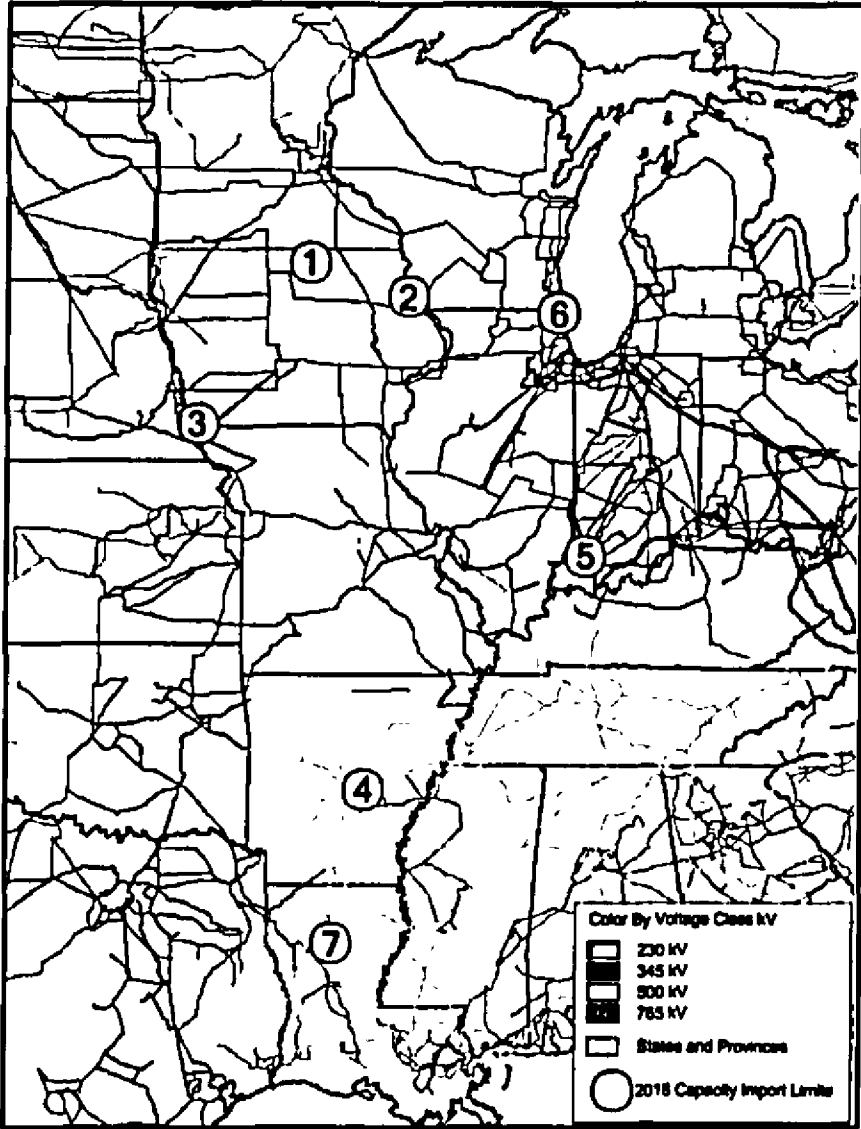 1
2
6
3
5
4
7
Color By Voltage Class kV
230 kV
345 kV
500 kV
765 kV
States and Provinces
2018 Capacity Import Limits